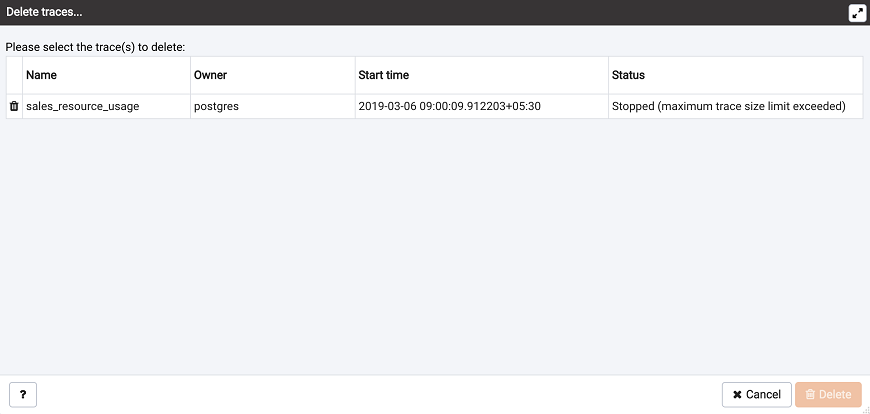 Delete traces...
Please select the trace(s) to delete:
Name Owner Start time Status
sales_resource_usage postgres 2019-03-06 09:00:09.912203+05:30 Stopped (maximum trace size limit exceeded)
? Cancel Delete